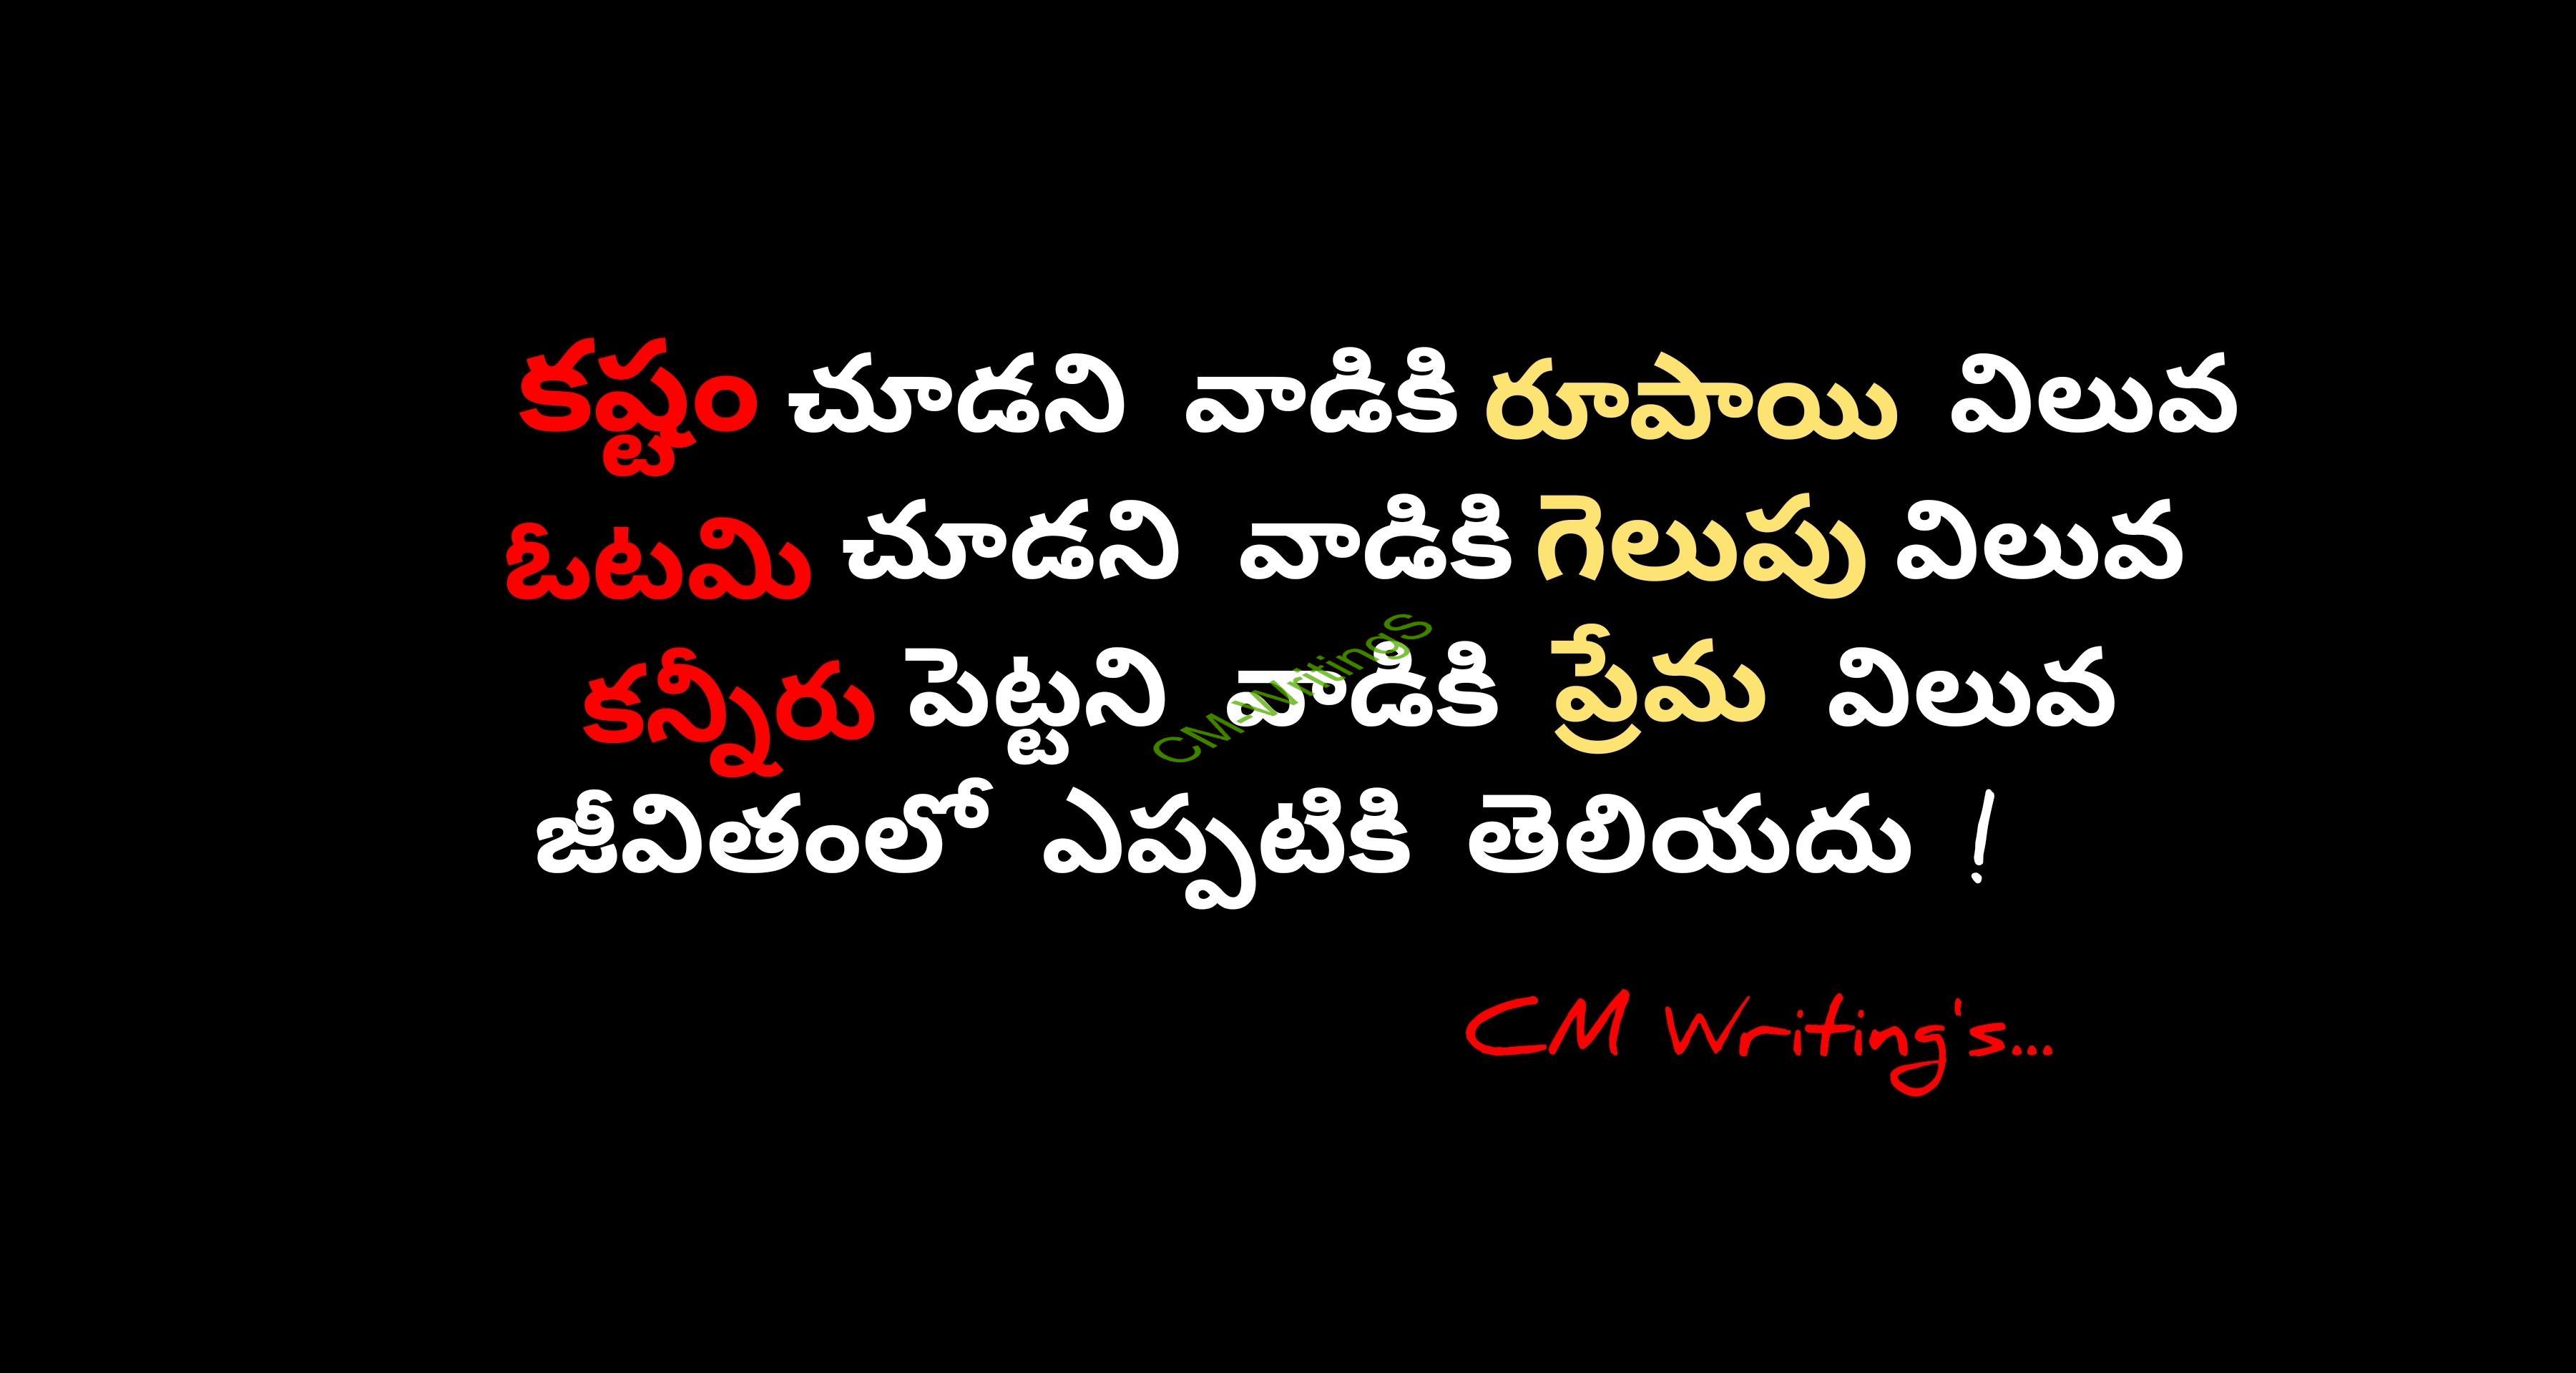 కష్టం చూడని వాడికి రూపాయి విలువ
ఓటమి చూడని వాడికి గెలుపు విలువ
కన్నీరు పెట్టని వాడికి ప్రేమ విలువ
CM-WritingS
జీవితంలో ఎప్పటికి తెలియదు !
CM Writing's...